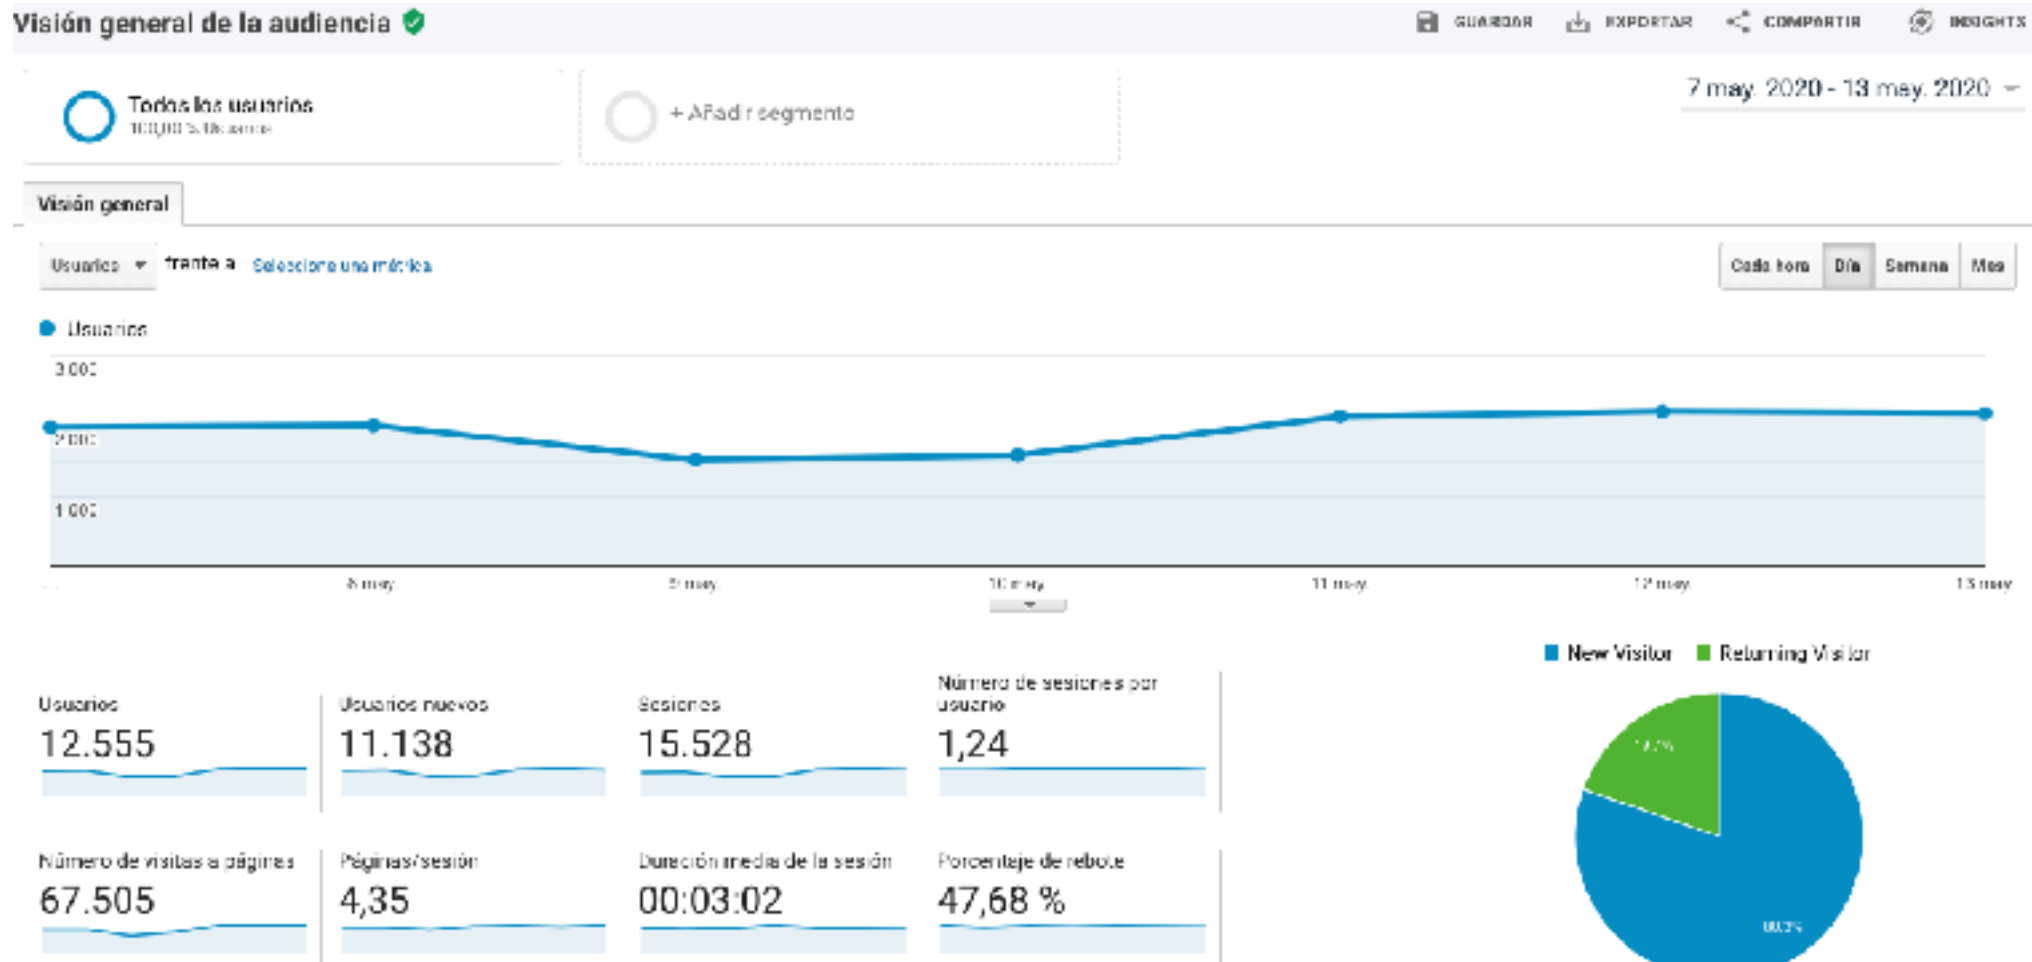 Visión general de la audiencia
GUARDAR EXPORTAR COMPARTIR INSIGHTS
Todos los usuarios
100,00 % Usuarios
+ Añadir segmento
7 may. 2020 - 13 may. 2020
Visión general
Usuarios frente a Seleccione una métrica
Cada hora Día Semana Mes
Usuarios
3.000
2.000
1.000
... 8 may. 9 may. 10 may. 11 may. 12 may. 13 may.
New Visitor Returning Visitor
Usuarios
12.555
Usuarios nuevos
11.138
Sesiones
15.528
Número de sesiones por
usuario
1,24
Número de visitas a páginas
67.505
Páginas/sesión
4,35
Duración media de la sesión
00:03:02
Porcentaje de rebote
47,68 %